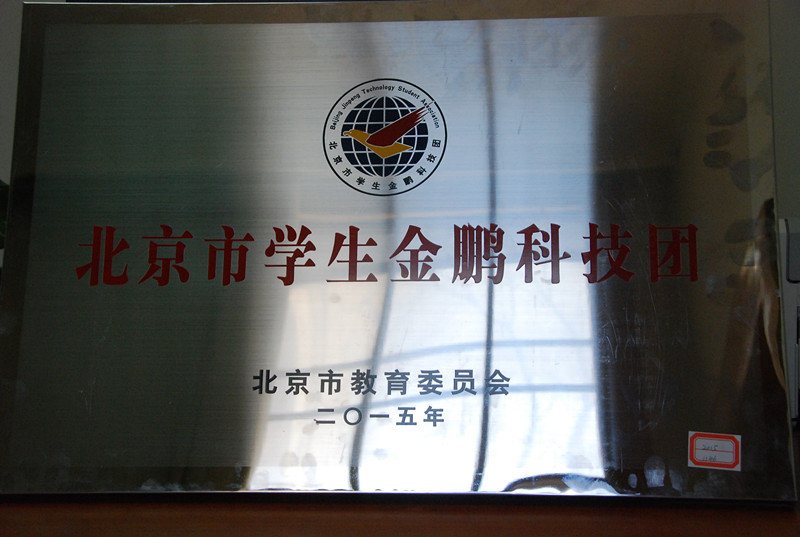 Beijing Jinpeng Technology Student Association
北京市学生金鹏科技团
北京市学生金鹏科技团
北京市教育委员会
二〇一五年
2015